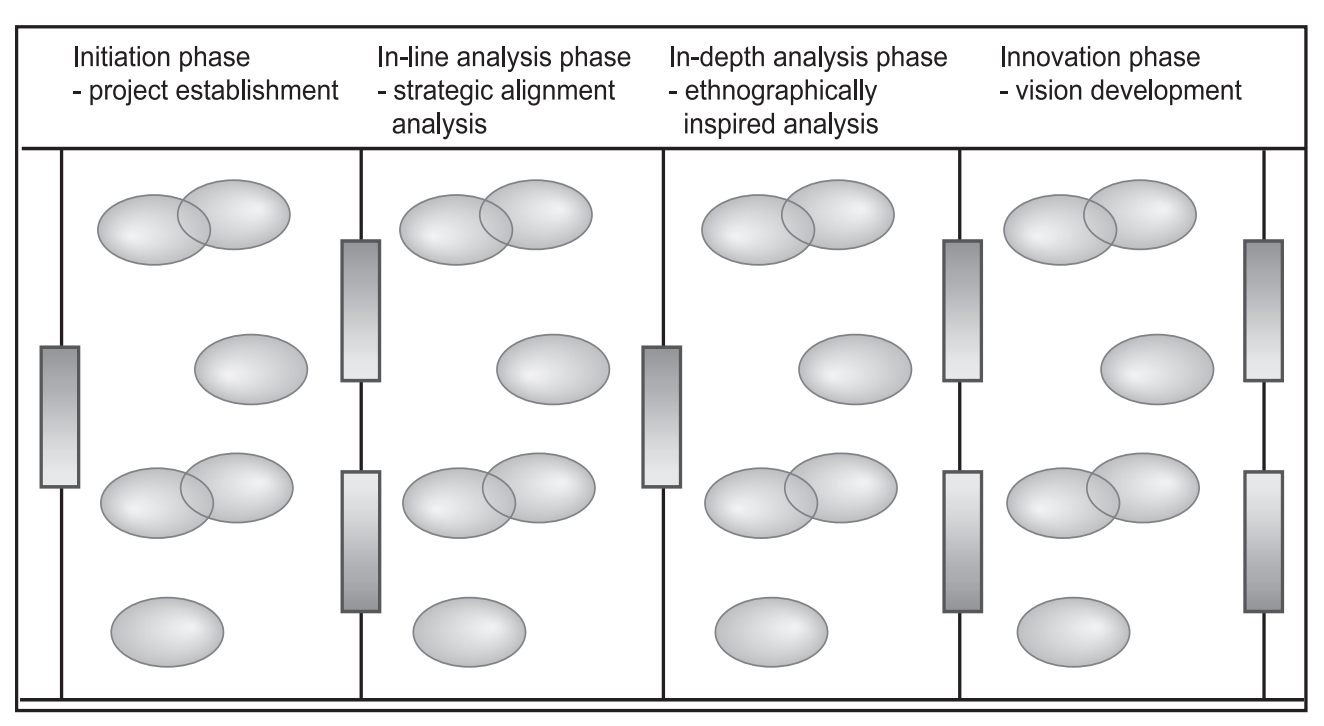 Initiation phase
- project establishment
In-line analysis phase
- strategic alignment
analysis
In-depth analysis phase
- ethnographically
inspired analysis
Innovation phase
- vision development